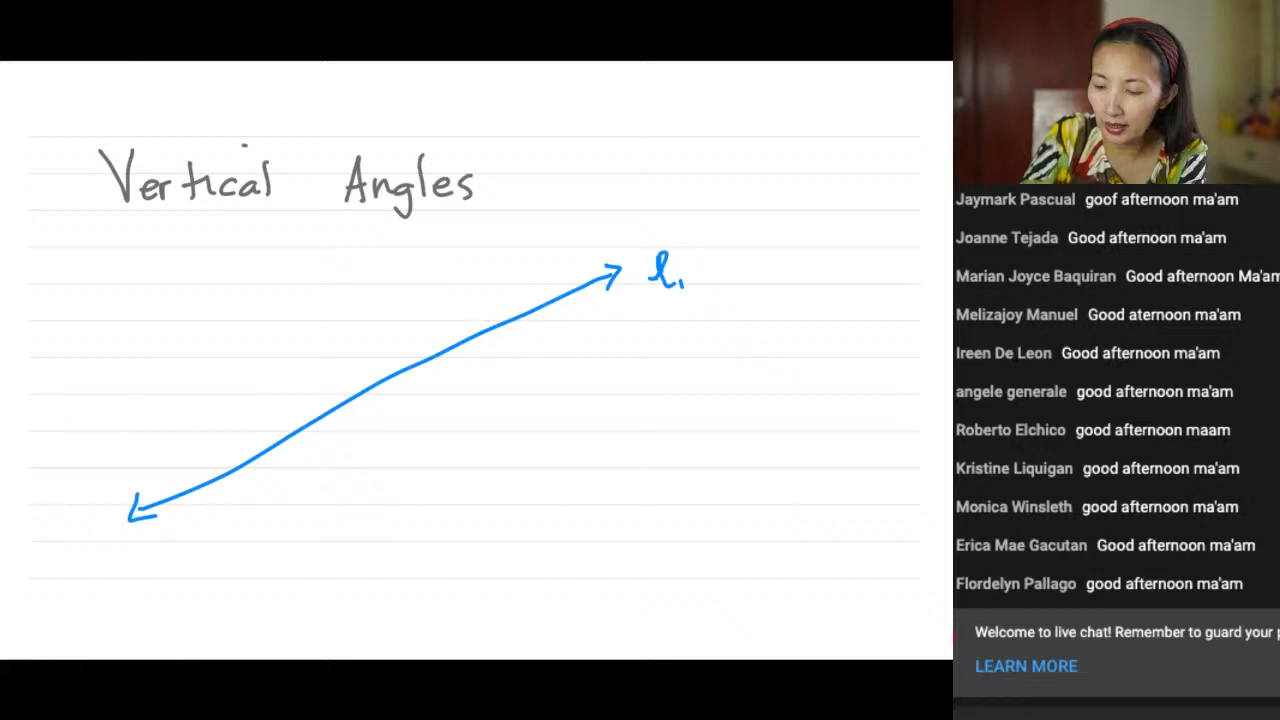 Vertical Angles
l₁
Jaymark Pascual goof afternoon ma'am
Joanne Tejada Good afternoon ma'am
Marian Joyce Baquiran Good afternoon Ma'am
Melizajoy Manuel Good aternoon ma'am
Ireen De Leon Good afternoon ma'am
angele generale good afternoon ma'am
Roberto Elchico good afternoon maam
Kristine Liquigan good afternoon ma'am
Monica Winsleth good afternoon ma'am
Erica Mae Gacutan Good afternoon ma'am
Flordelyn Pallago good afternoon ma'am
Welcome to live chat! Remember to guard your
LEARN MORE